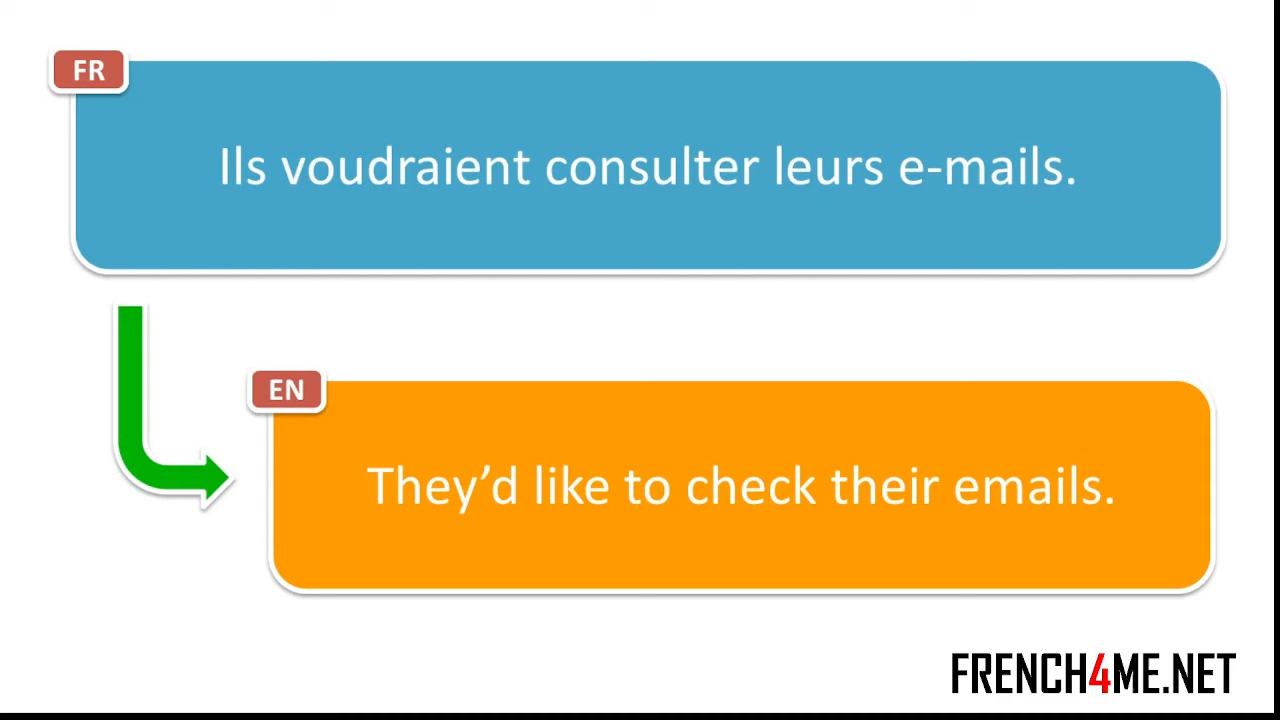 FR
Ils voudraient consulter leurs e-mails.
EN
They’d like to check their emails.
FRENCH4ME.NET